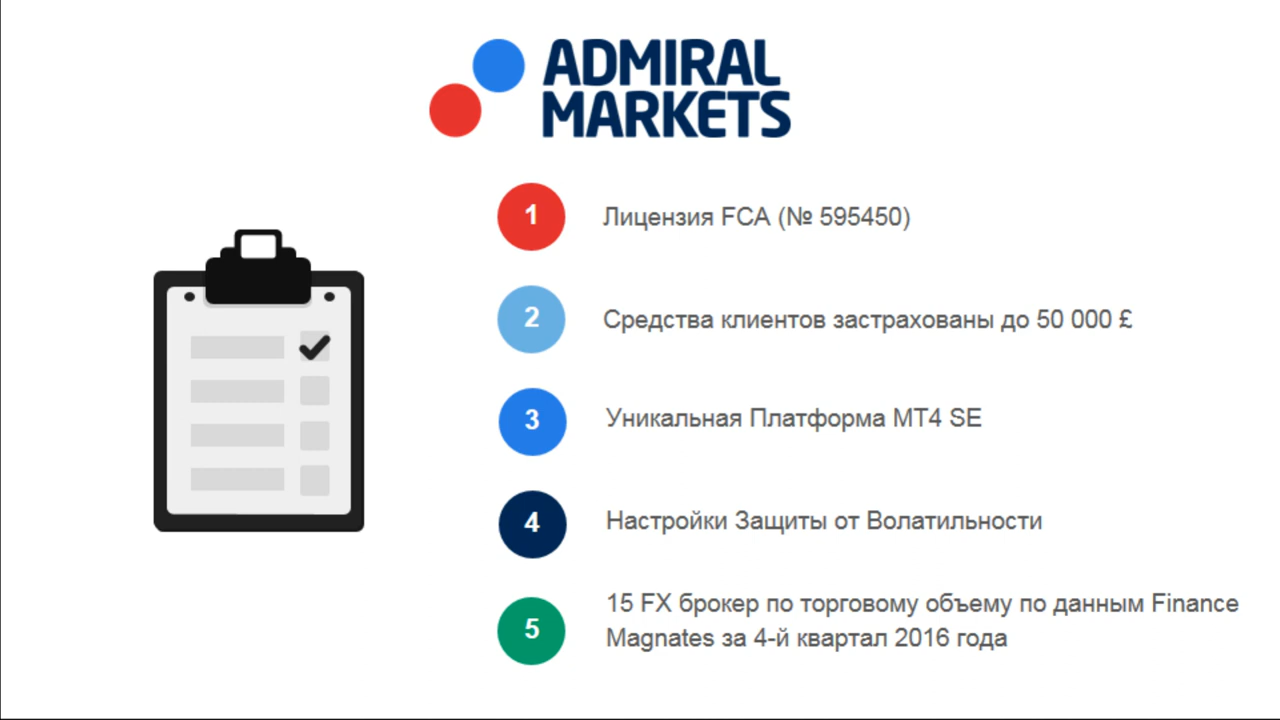 ADMIRAL
MARKETS
1 Лицензия FCA (№ 595450)
2 Средства клиентов застрахованы до 50 000 £
3 Уникальная Платформа MT4 SE
4 Настройки Защиты от Волатильности
5 15 FX брокер по торговому объему по данным Finance
Magnates за 4-й квартал 2016 года